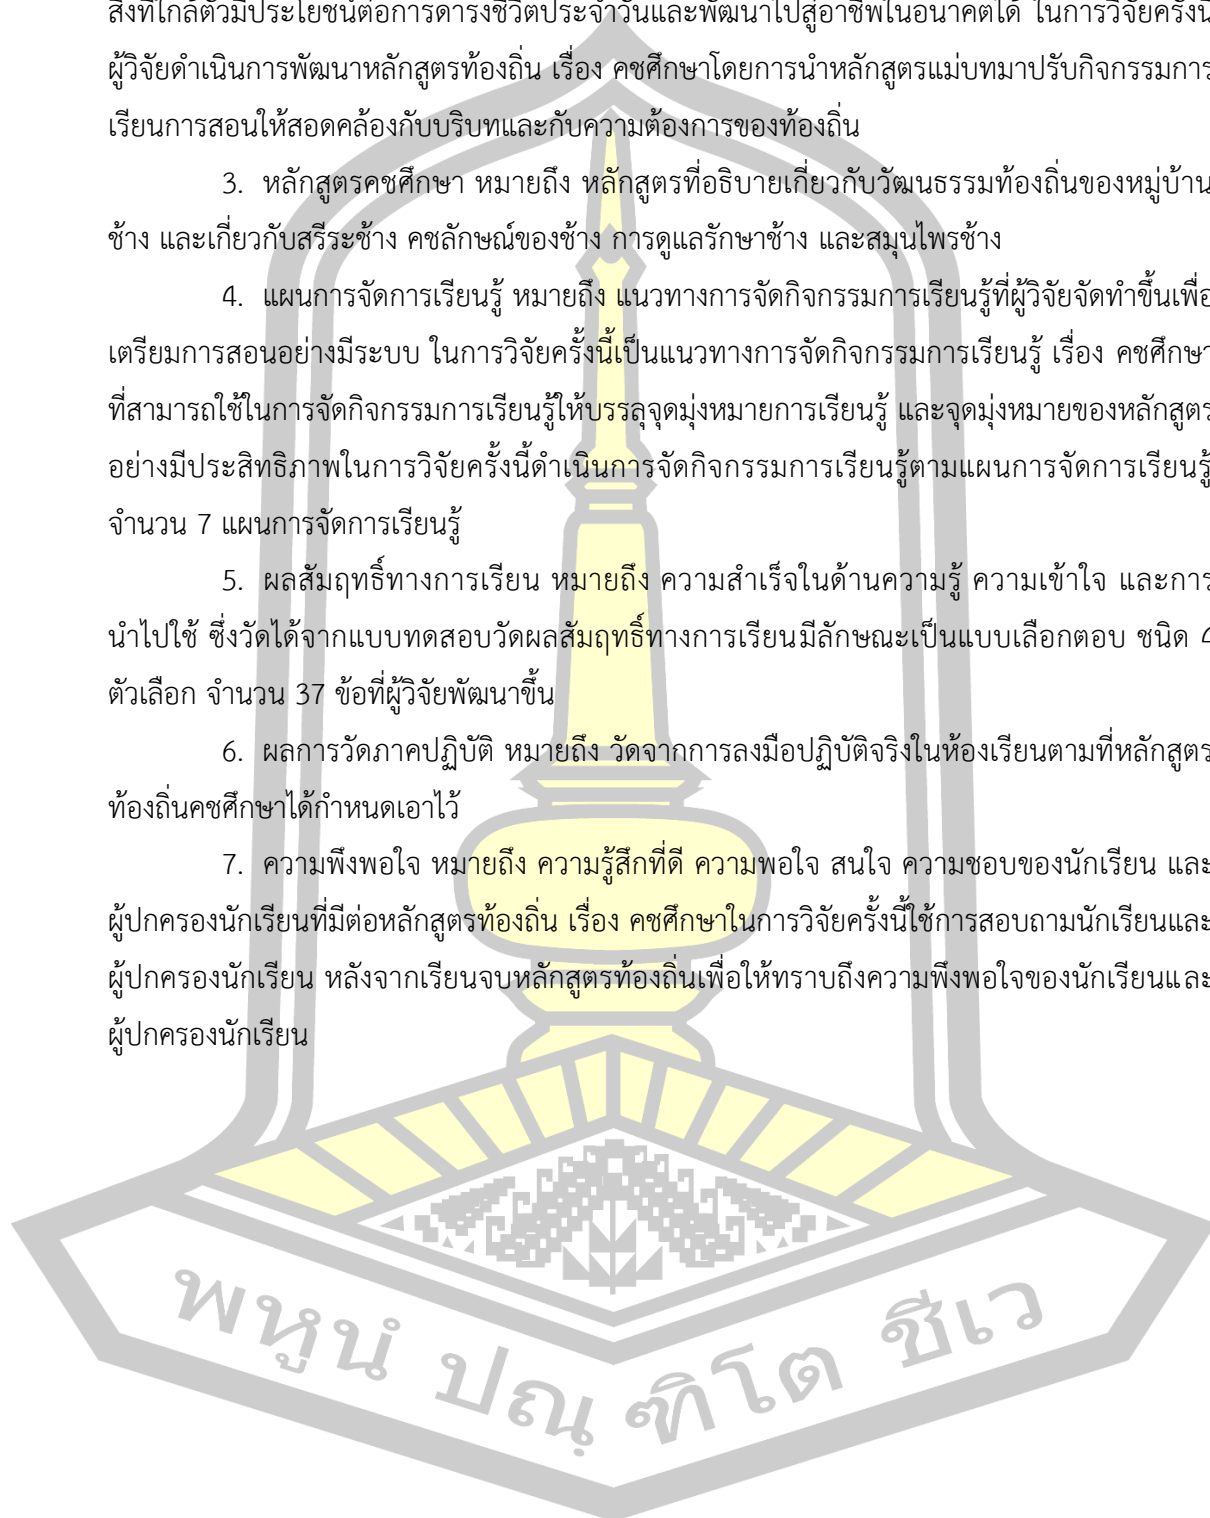 สิ่งที่ใกล้ตัวมีประโยชน์ต่อการดำรงชีวิตประจำวันและพัฒนาไปสู่อาชีพในอนาคตได้ ในการวิจัยครั้งนี้
ผู้วิจัยดำเนินการพัฒนาหลักสูตรท้องถิ่น เรื่อง คชศึกษาโดยการนำหลักสูตรแม่บทมาปรับกิจกรรมการ
เรียนการสอนให้สอดคล้องกับบริบทและกับความต้องการของท้องถิ่น
3. หลักสูตรคชศึกษา หมายถึง หลักสูตรที่อธิบายเกี่ยวกับวัฒนธรรมท้องถิ่นของหมู่บ้าน
ช้าง และเกี่ยวกับสรีระช้าง คชลักษณ์ของช้าง การดูแลรักษาช้าง และสมุนไพรช้าง
4. แผนการจัดการเรียนรู้ หมายถึง แนวทางการจัดกิจกรรมการเรียนรู้ที่ผู้วิจัยจัดทำขึ้นเพื่อ
เตรียมการสอนอย่างมีระบบ ในการวิจัยครั้งนี้เป็นแนวทางการจัดกิจกรรมการเรียนรู้ เรื่อง คชศึกษา
ที่สามารถใช้ในการจัดกิจกรรมการเรียนรู้ให้บรรลุจุดมุ่งหมายการเรียนรู้ และจุดมุ่งหมายของหลักสูตร
อย่างมีประสิทธิภาพในการวิจัยครั้งนี้ดำเนินการจัดกิจกรรมการเรียนรู้ตามแผนการจัดการเรียนรู้
จำนวน 7 แผนการจัดการเรียนรู้
5. ผลสัมฤทธิ์ทางการเรียน หมายถึง ความสำเร็จในด้านความรู้ ความเข้าใจ และการ
นำไปใช้ ซึ่งวัดได้จากแบบทดสอบวัดผลสัมฤทธิ์ทางการเรียนมีลักษณะเป็นแบบเลือกตอบ ชนิด 4
ตัวเลือก จำนวน 37 ข้อที่ผู้วิจัยพัฒนาขึ้น
6. ผลการวัดภาคปฏิบัติ หมายถึง วัดจากการลงมือปฏิบัติจริงในห้องเรียนตามที่หลักสูตร
ท้องถิ่นคชศึกษาได้กำหนดเอาไว้
7. ความพึงพอใจ หมายถึง ความรู้สึกที่ดี ความพอใจ สนใจ ความชอบของนักเรียน และ
ผู้ปกครองนักเรียนที่มีต่อหลักสูตรท้องถิ่น เรื่อง คชศึกษาในการวิจัยครั้งนี้ใช้การสอบถามนักเรียนและ
ผู้ปกครองนักเรียน หลังจากเรียนจบหลักสูตรท้องถิ่นเพื่อให้ทราบถึงความพึงพอใจของนักเรียนและ
ผู้ปกครองนักเรียน
พหูนํ ปณฺฑิโต ชีเว